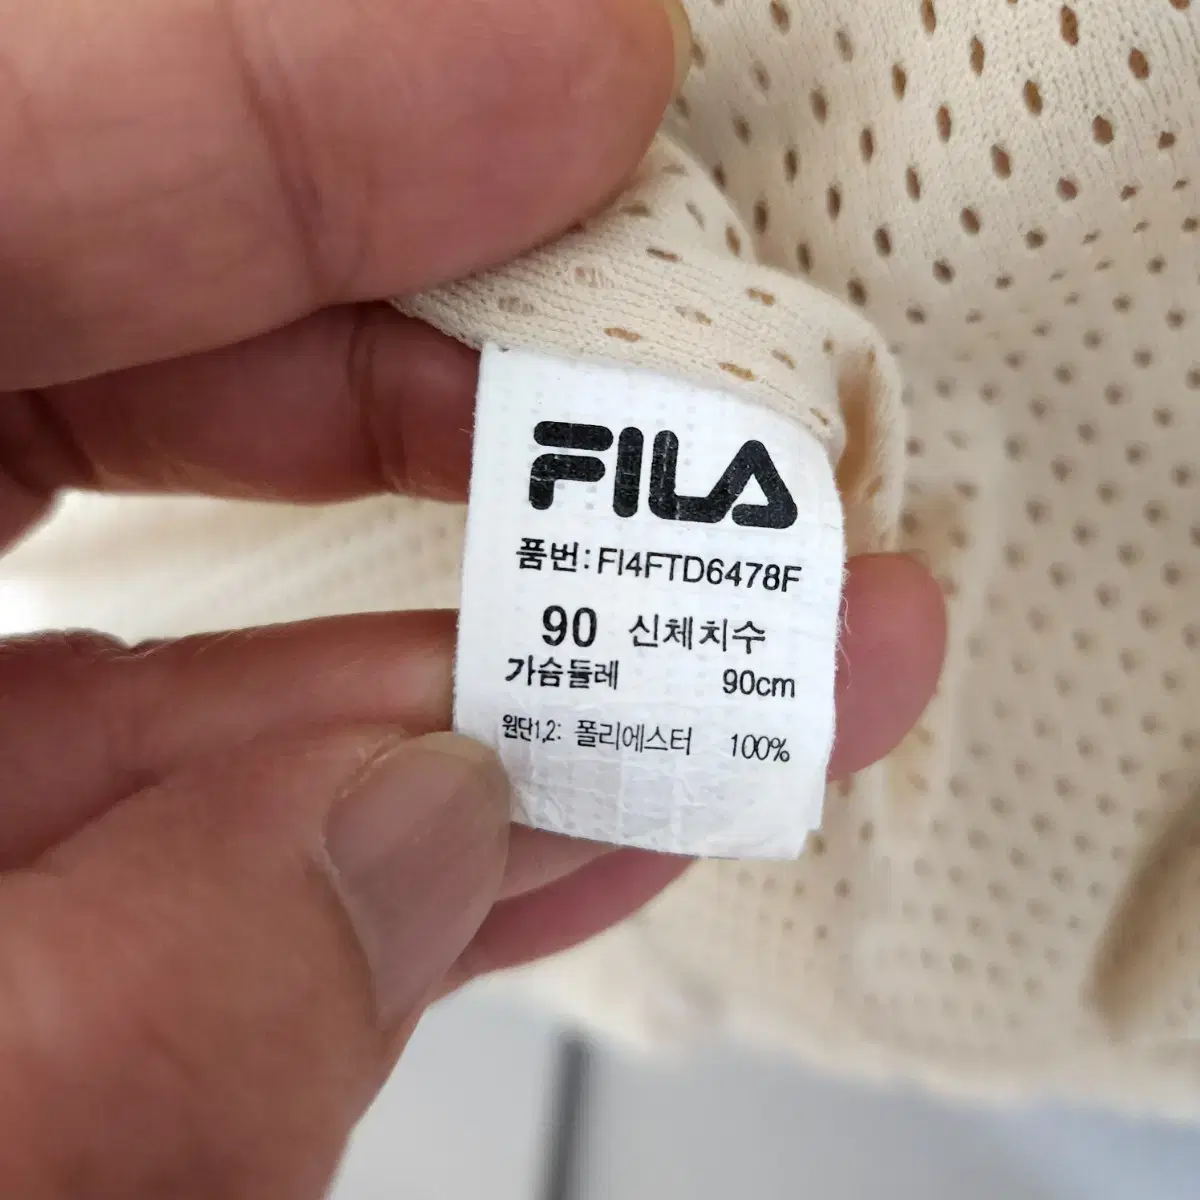 FILA
품번: FI4FTD6478F
90 신체치수
가슴둘레 90cm
원단1,2: 폴리에스터 100%